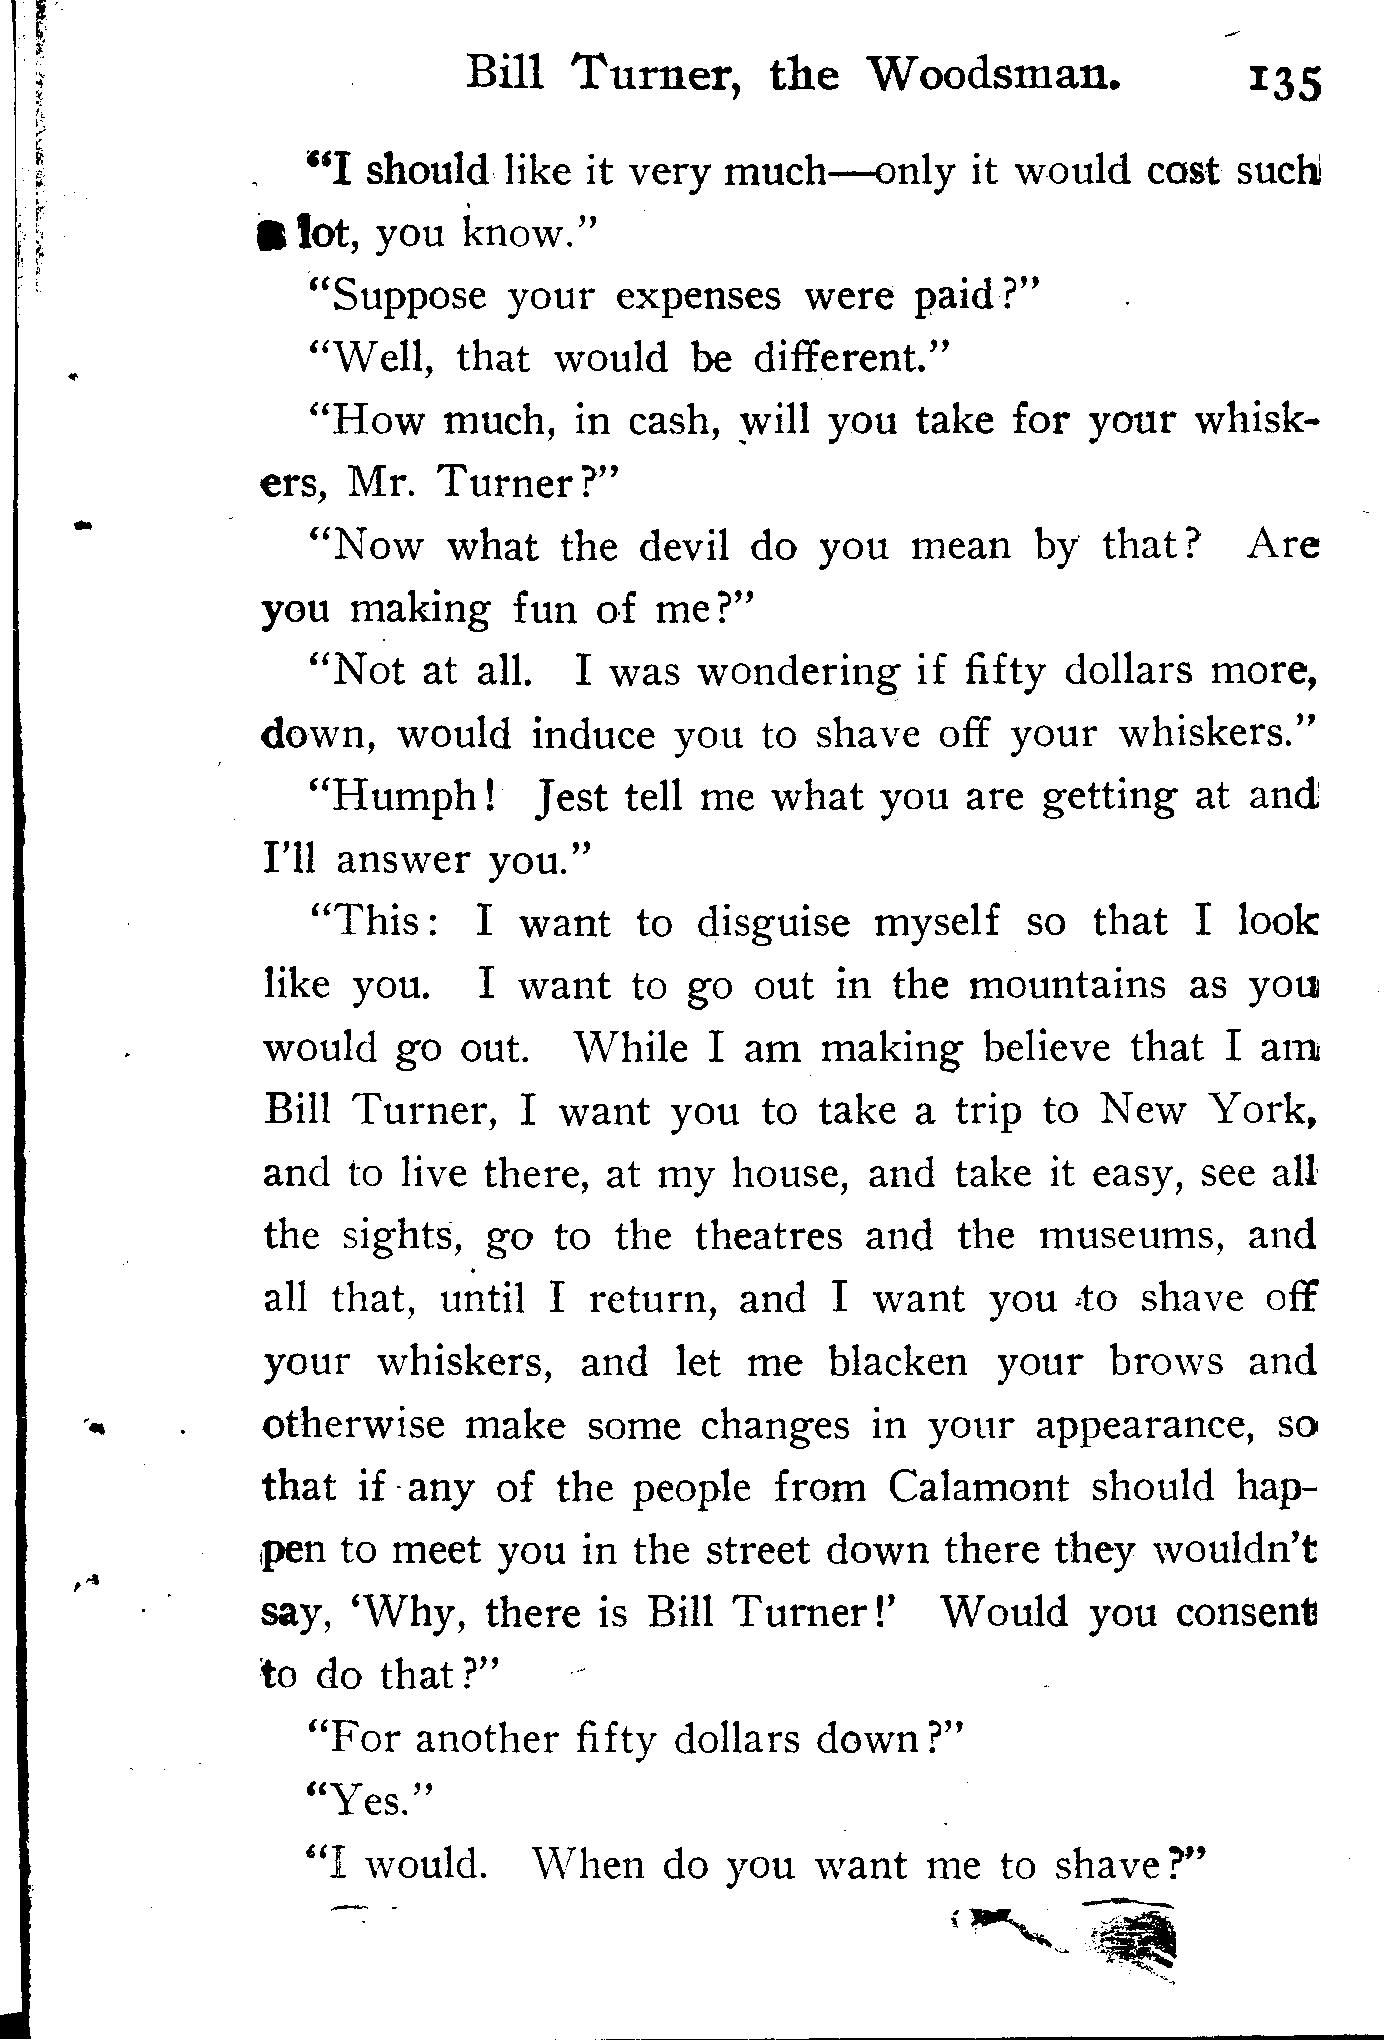 Bill Turner, the Woodsman. 135
“I should like it very much—only it would cost such
a lot, you know.”
“Suppose your expenses were paid?”
“Well, that would be different.”
“How much, in cash, will you take for your whisk-
ers, Mr. Turner?”
“Now what the devil do you mean by that? Are
you making fun of me?”
“Not at all. I was wondering if fifty dollars more,
down, would induce you to shave off your whiskers.”
“Humph! Jest tell me what you are getting at and
I’ll answer you.”
“This: I want to disguise myself so that I look
like you. I want to go out in the mountains as you
would go out. While I am making believe that I am
Bill Turner, I want you to take a trip to New York,
and to live there, at my house, and take it easy, see all
the sights, go to the theatres and the museums, and
all that, until I return, and I want you to shave off
your whiskers, and let me blacken your brows and
otherwise make some changes in your appearance, so
that if any of the people from Calamont should hap-
pen to meet you in the street down there they wouldn’t
say, ‘Why, there is Bill Turner!’ Would you consent
to do that?”
“For another fifty dollars down?”
“Yes.”
“I would. When do you want me to shave?”